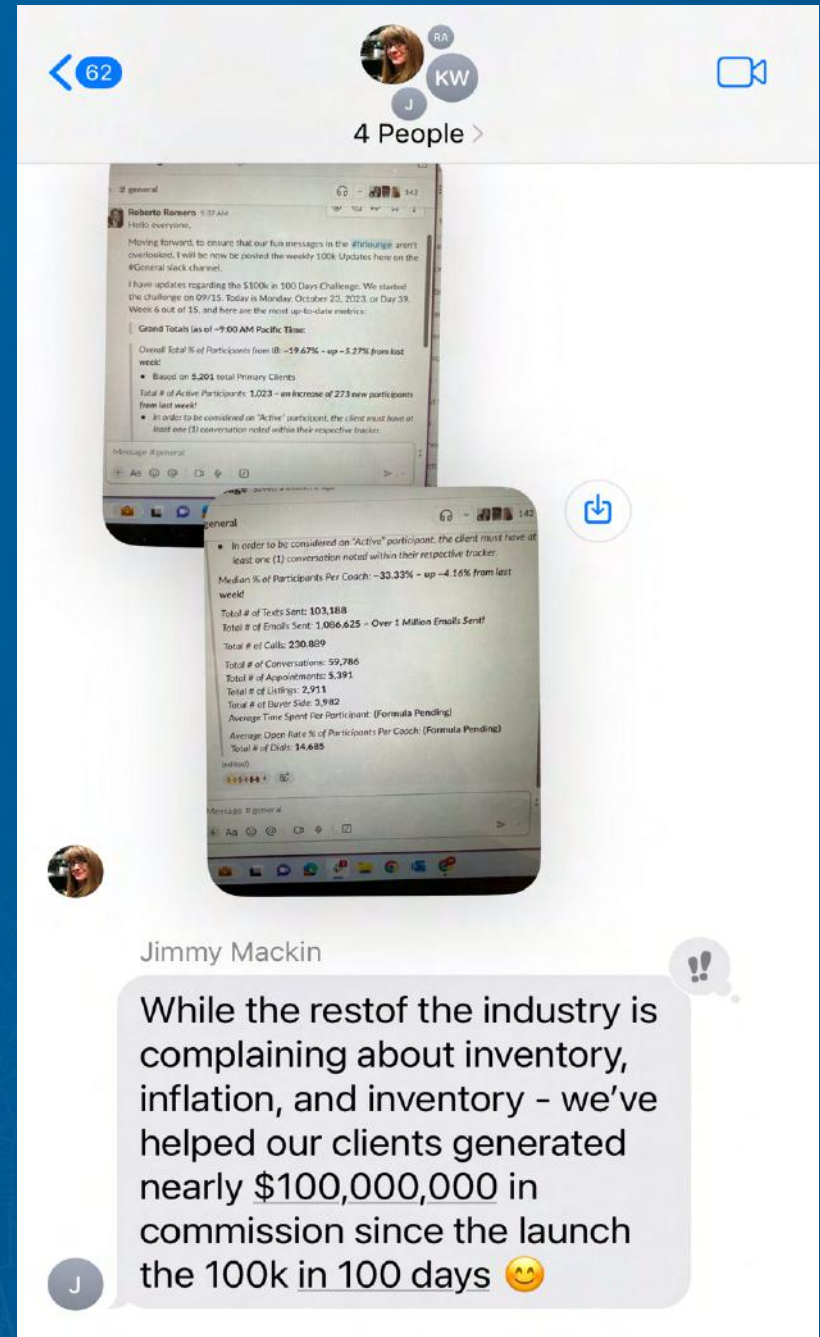 62
RA
KW
J
4 People >
# general
142
Roberto Romero 9:37 AM
Hello everyone,
Moving forward, to ensure that our fun messages in the aren't
overlooked, I will be now be posted the weekly 100k Updates here on the
#General slack channel.
I have updates regarding the $100k in 100 Days Challenge. We started
the challenge on 09/15. Today is Monday, October 23, 2023, or Day 39,
Week 6 out of 15, and here are the most up-to-date metrics:
Grand Totals (as of ~9:00 AM Pacific Time:
Overall Total % of Participants from IB: ~19.67% - up ~5.27% from last
week!
• Based on 5,201 total Primary Clients
Total # of Active Participants: 1,023 - an increase of 273 new participants
from last week!
• In order to be considered an "Active" participant, the client must have at
least one (1) conversation noted within their respective tracker.
Message #general
Aa
general
142
• In order to be considered an "Active" participant, the client must have at
least one (1) conversation noted within their respective tracker.
Median % of Participants Per Coach: ~33.33% - up ~4.16% from last
week!
Total # of Texts Sent: 103,188
Total # of Emails Sent: 1,086,625 - Over 1 Million Emails Sent!
Total # of Calls: 230,889
Total # of Conversations: 59,786
Total # of Appointments: 5,391
Total # of Listings: 2,911
Total # of Buyer Side: 3,982
Average Time Spent Per Participant: (Formula Pending)
Average Open Rate % of Participants Per Coach: (Formula Pending)
Total # of Dials: 14,685
(edited)
Message #general
Aa
Jimmy Mackin
While the restof the industry is
complaining about inventory,
inflation, and inventory - we've
helped our clients generated
nearly $100,000,000 in
commission since the launch
the 100k in 100 days 😊
J